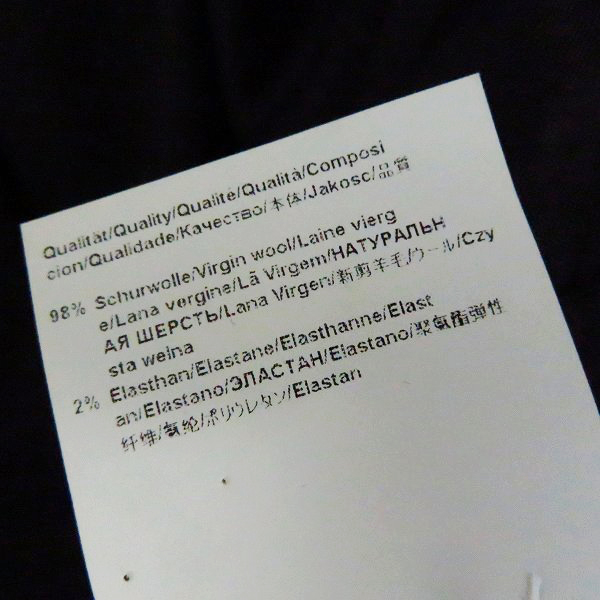 Qualität/Quality/Qualité/Qualità/Composi
cion/Qualidade/Качество/本体/Jakosc/品質
98% Schurwolle/Virgin wool/Laine vierg
e/Lana vergine/Lã Virgem/НАТУРАЛЬН
АЯ ШЕРСТЬ/Lana Virgen/新剪羊毛/ウール/Czy
sta welna
2% Elasthan/Elastane/Elasthanne/Elast
an/Elastano/ЭЛАСТАН/Elastano/聚氨酯弹性
纤维/氨纶/ポリウレタン/Elastan